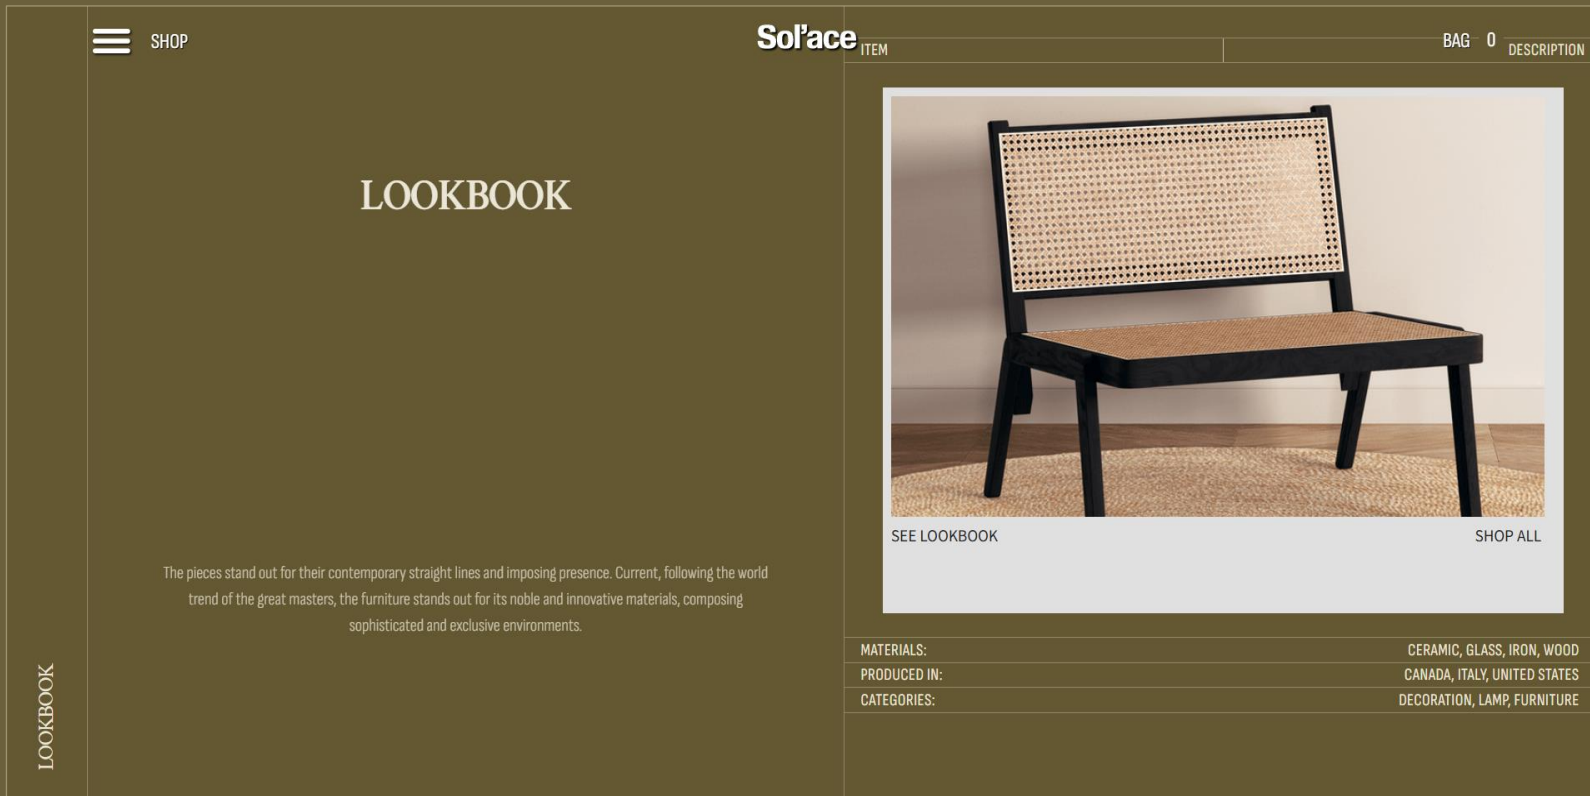 SHOP
Sol'ace
BAG 0
ITEM
DESCRIPTION
LOOKBOOK
The pieces stand out for their contemporary straight lines and imposing presence. Current, following the world
trend of the great masters, the furniture stands out for its noble and innovative materials, composing
sophisticated and exclusive environments.
LOOKBOOK
SEE LOOKBOOK
SHOP ALL
MATERIALS: CERAMIC, GLASS, IRON, WOOD
PRODUCED IN: CANADA, ITALY, UNITED STATES
CATEGORIES: DECORATION, LAMP, FURNITURE